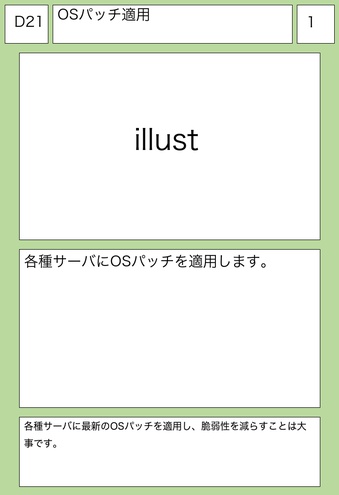 D21
OSパッチ適用
1
illust
各種サーバにOSパッチを適用します。
各種サーバに最新のOSパッチを適用し、脆弱性を減らすことは大
事です。